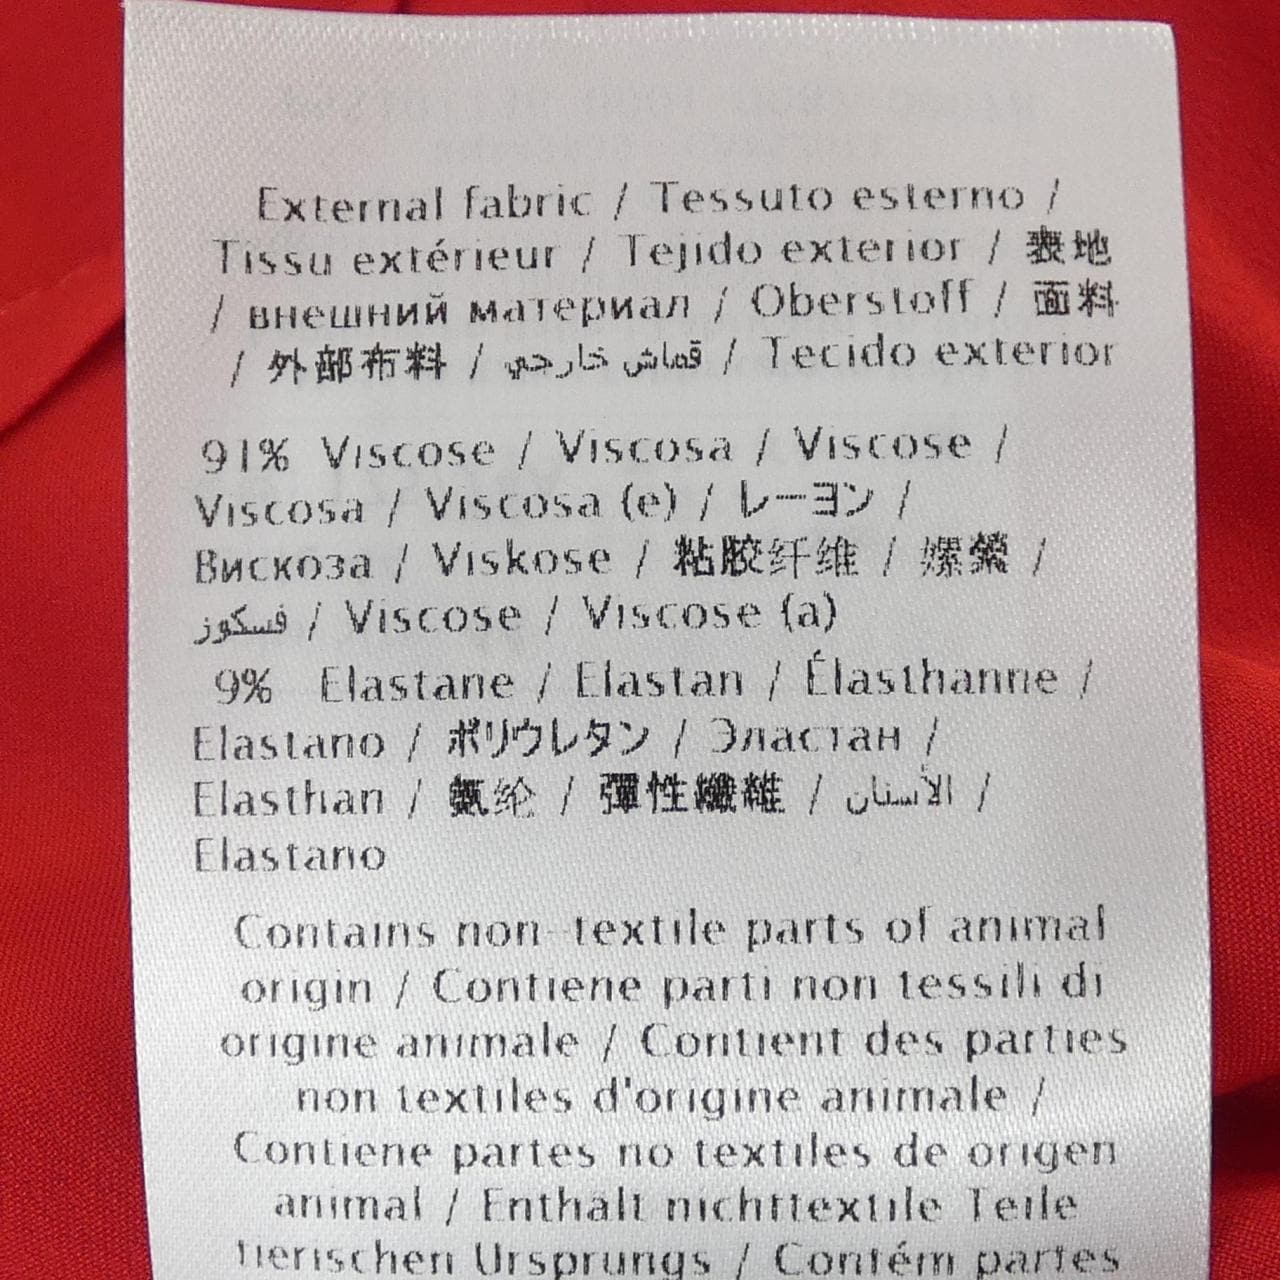 External fabric / Tessuto esterno /
Tissu extérieur / Tejido exterior / 表地
/ внешний материал / Oberstoff / 面料
/ 外部布料 / قماش خارجي / Tecido exterior
91% Viscose / Viscosa / Viscose /
Viscosa / Viscosa (e) / レーヨン /
Вискоза / Viskose / 粘胶纤维 / 嫘縈 /
فسكوز / Viscose / Viscose (a)
9% Elastane / Elastan / Élasthanne /
Elastano / ポリウレタン / Эластан /
Elasthan / 氨纶 / 彈性纖維 / الأستان /
Elastano
Contains non-textile parts of animal
origin / Contiene parti non tessili di
origine animale / Contient des parties
non textiles d'origine animale /
Contiene partes no textiles de origen
animal / Enthält nichttextile Teile
tierischen Ursprungs / Contém partes